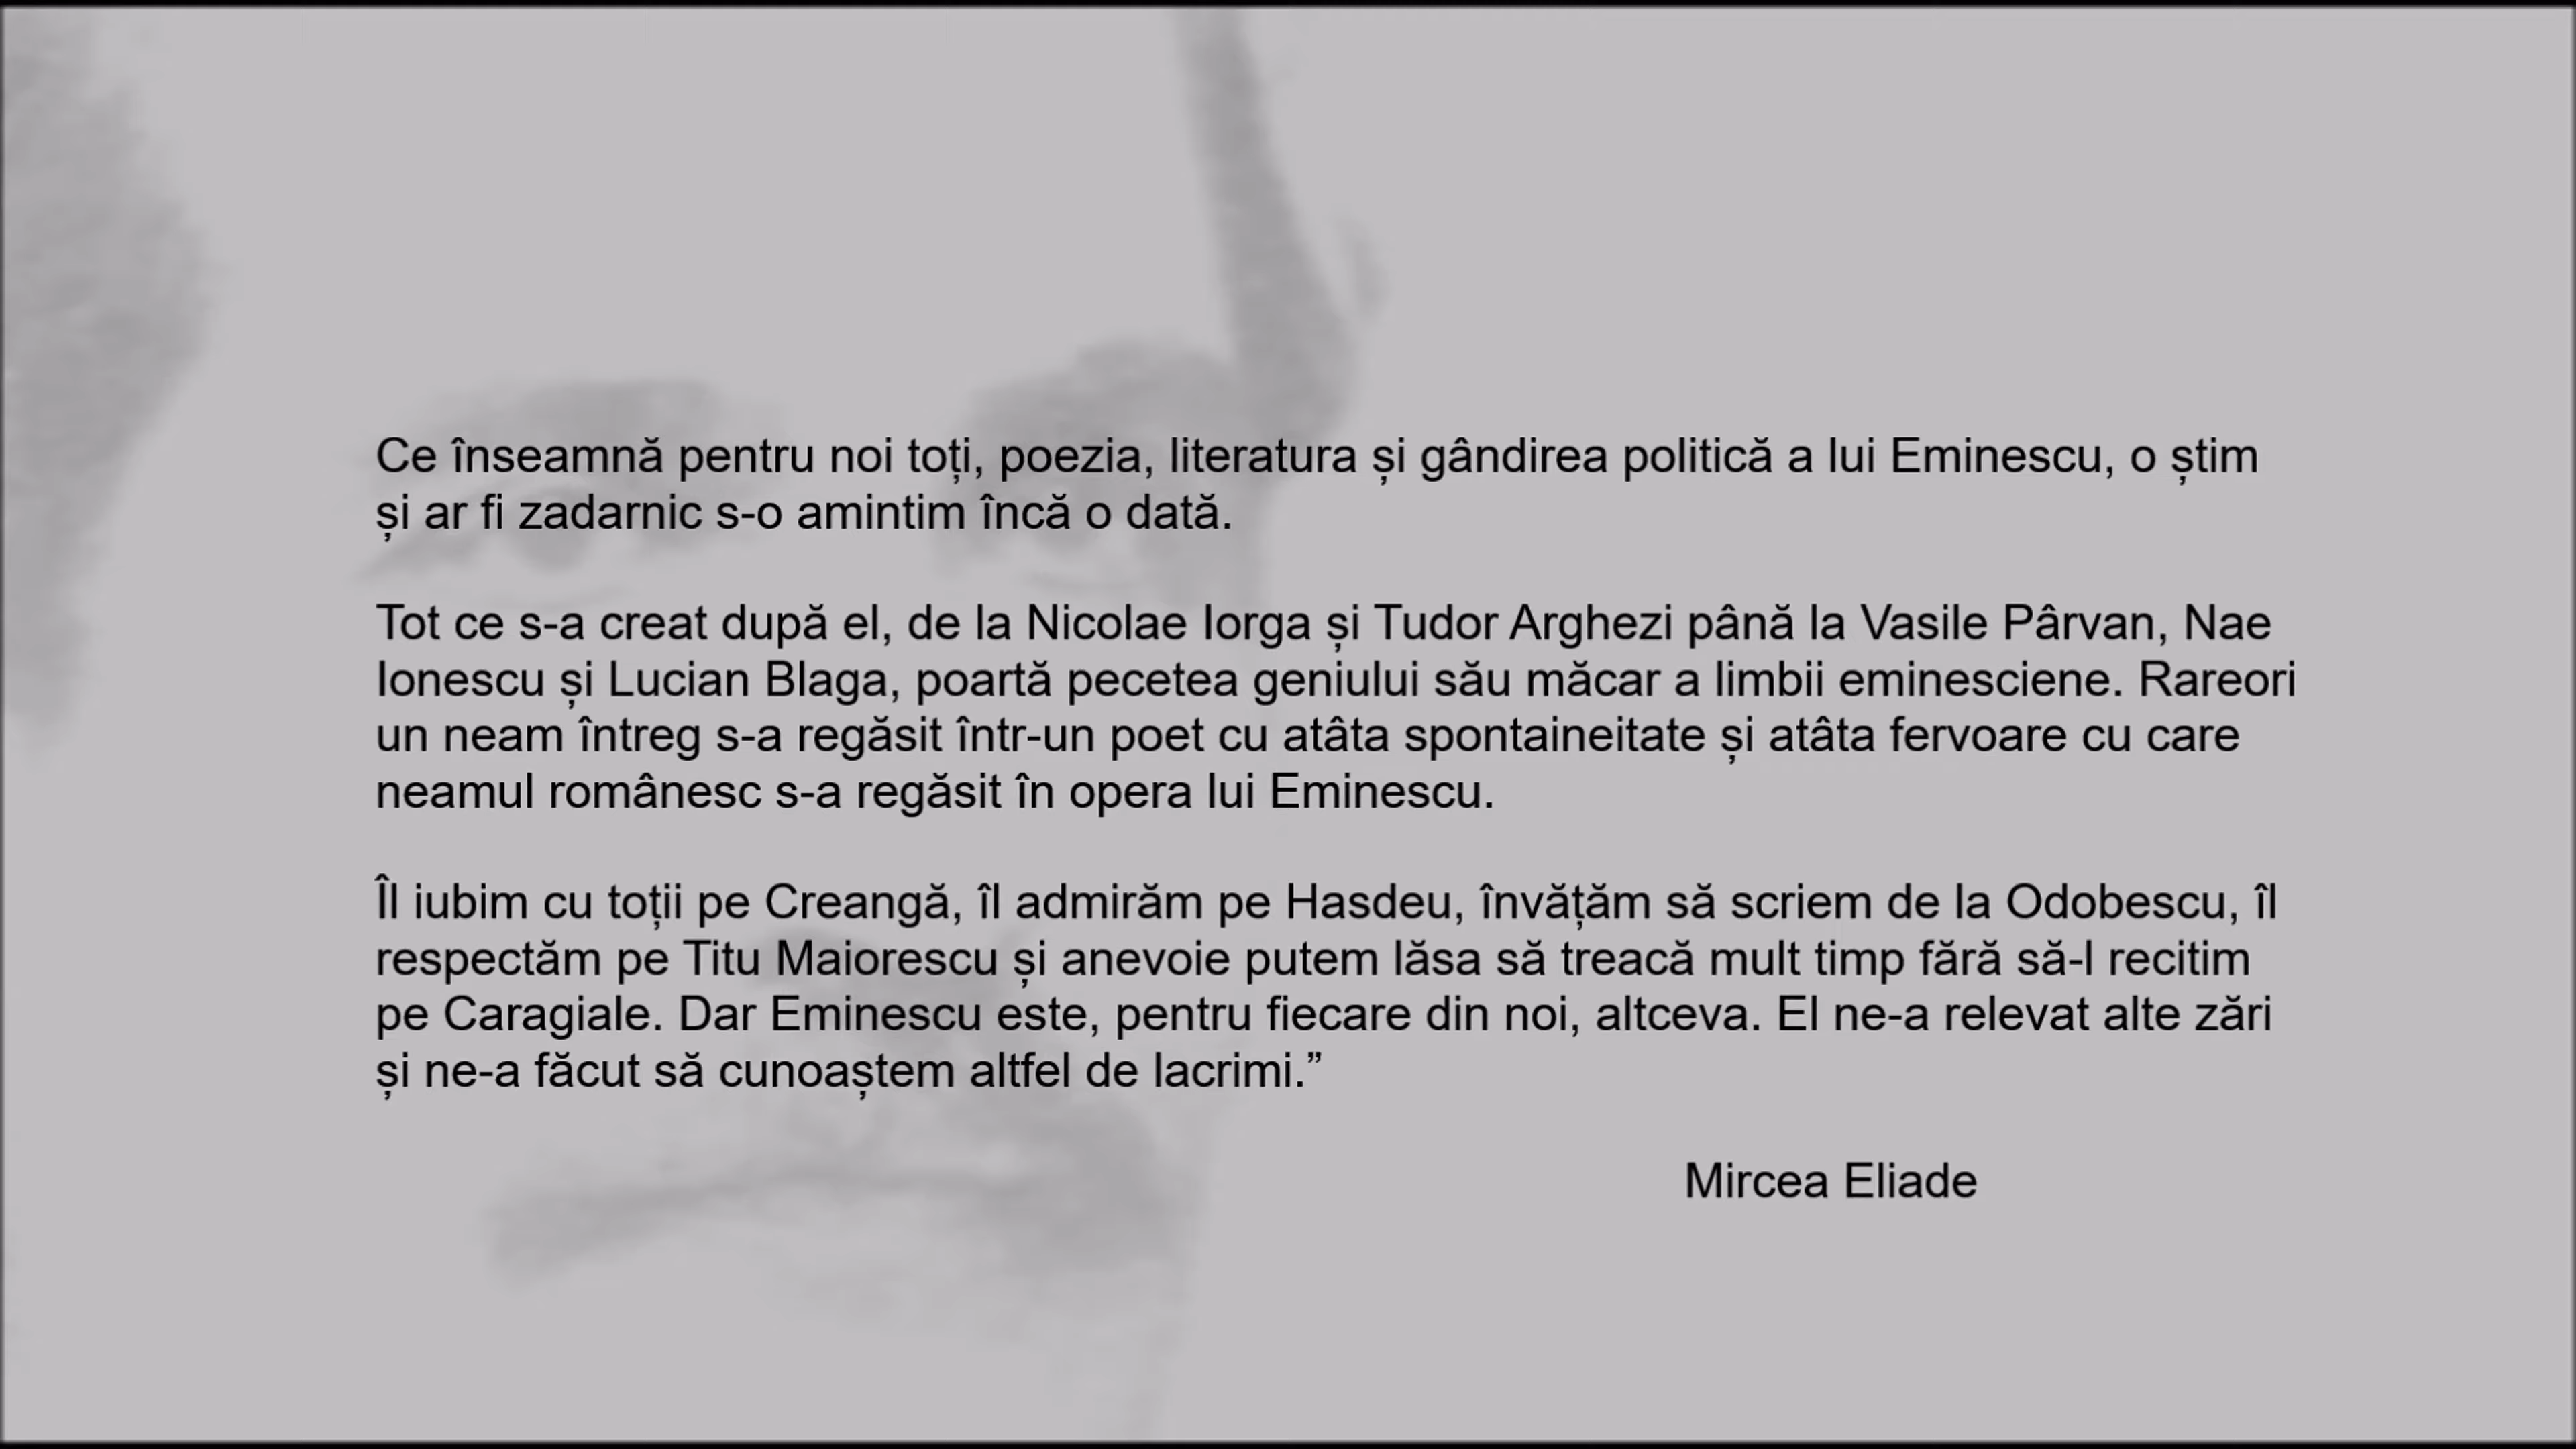 Ce înseamnă pentru noi toți, poezia, literatura și gândirea politică a lui Eminescu, o știm
și ar fi zadarnic s-o amintim încă o dată.
Tot ce s-a creat după el, de la Nicolae Iorga și Tudor Arghezi până la Vasile Pârvan, Nae
Ionescu și Lucian Blaga, poartă pecetea geniului său măcar a limbii eminesciene. Rareori
un neam întreg s-a regăsit într-un poet cu atâta spontaineitate și atâta fervoare cu care
neamul românesc s-a regăsit în opera lui Eminescu.
Îl iubim cu toții pe Creangă, îl admirăm pe Hasdeu, învățăm să scriem de la Odobescu, îl
respectăm pe Titu Maiorescu și anevoie putem lăsa să treacă mult timp fără să-l recitim
pe Caragiale. Dar Eminescu este, pentru fiecare din noi, altceva. El ne-a relevat alte zări
și ne-a făcut să cunoaștem altfel de lacrimi.”
Mircea Eliade